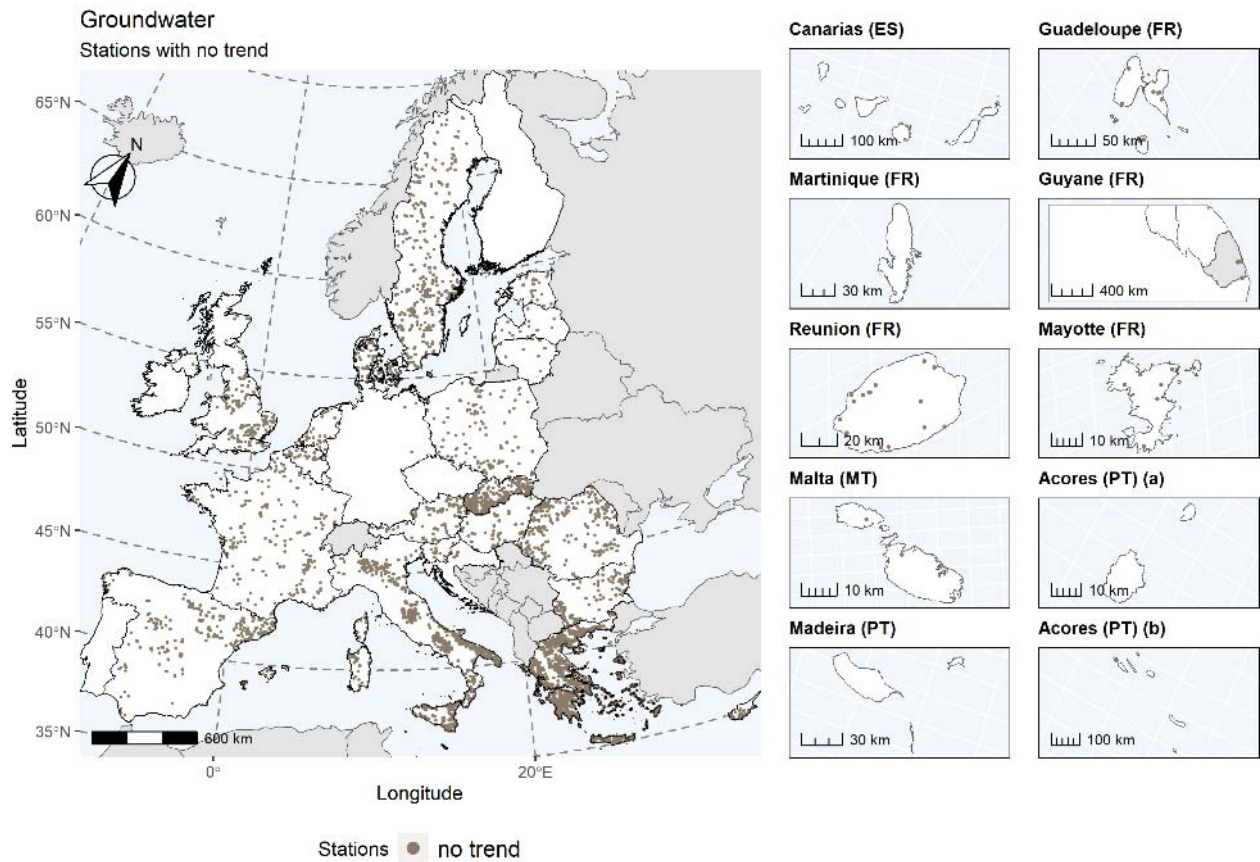 Groundwater
Stations with no trend
65°N
60°N
55°N
50°N
45°N
40°N
35°N
Latitude
N
600 km
0°
20°E
Longitude
Stations
no trend
Canarias (ES)
100 km
Guadeloupe (FR)
50 km
Martinique (FR)
30 km
Guyane (FR)
400 km
Reunion (FR)
20 km
Mayotte (FR)
10 km
Malta (MT)
10 km
Acores (PT) (a)
10 km
Madeira (PT)
30 km
Acores (PT) (b)
100 km